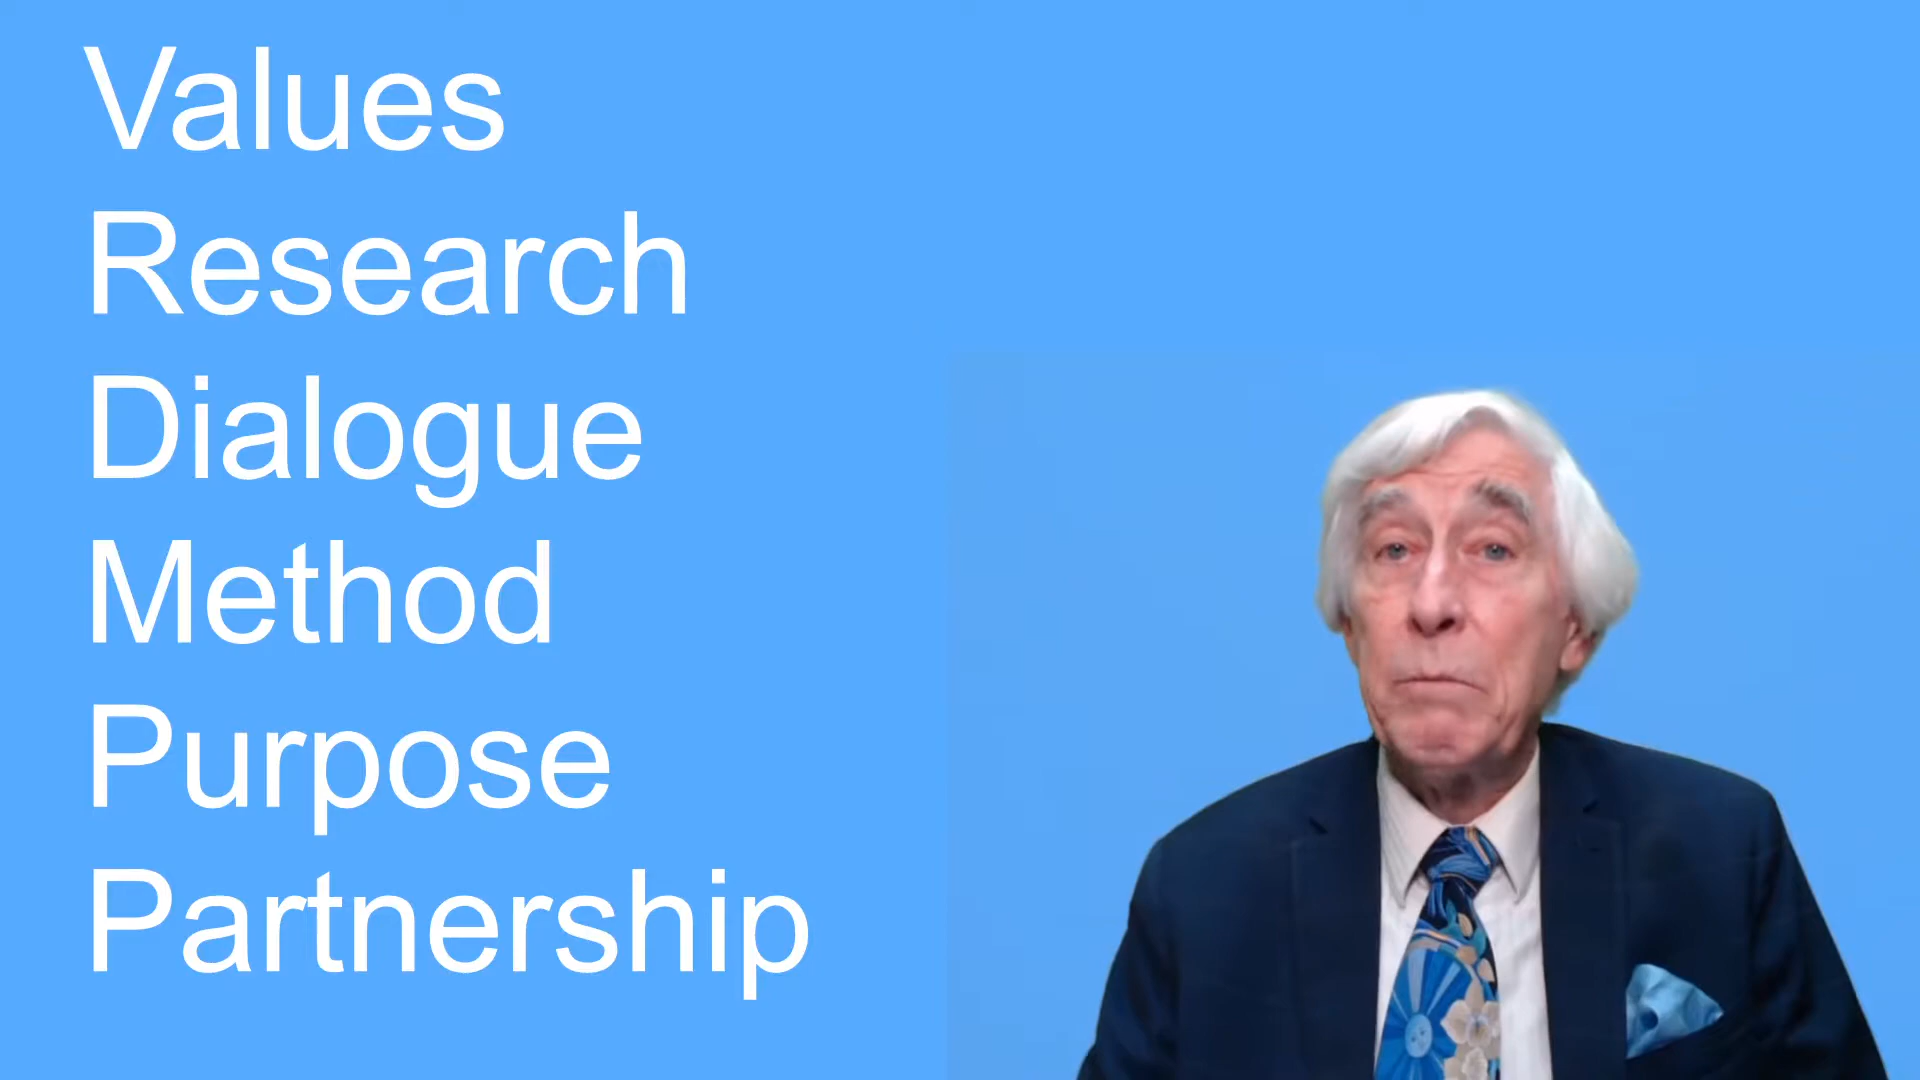 Values
Research
Dialogue
Method
Purpose
Partnership